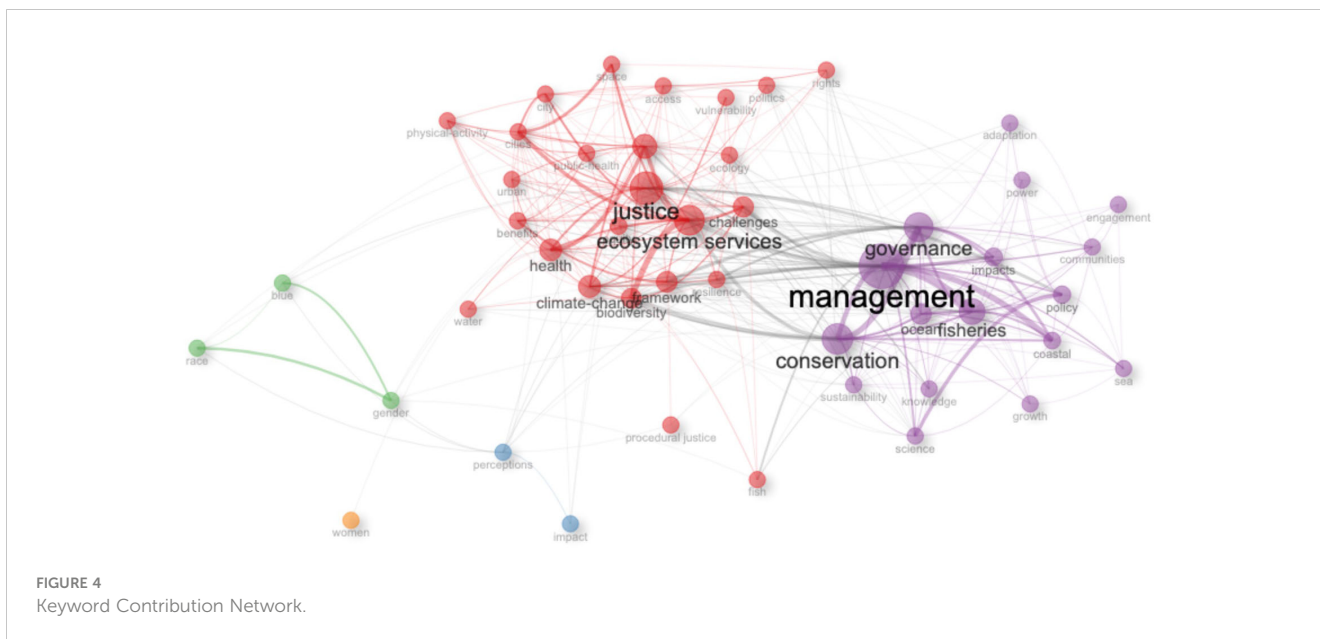 space
access
politics
rights
city
vulnerability
physical-activity
cities
public-health
ecology
adaptation
urban
power
justice
challenges
engagement
benefits
ecosystem services
governance
communities
health
impacts
blue
climate-change
framework
resilience
management
policy
biodiversity
water
ocean
fisheries
race
conservation
coastal
sea
gender
sustainability
knowledge
growth
procedural justice
science
perceptions
fish
women
impact
FIGURE 4
Keyword Contribution Network.